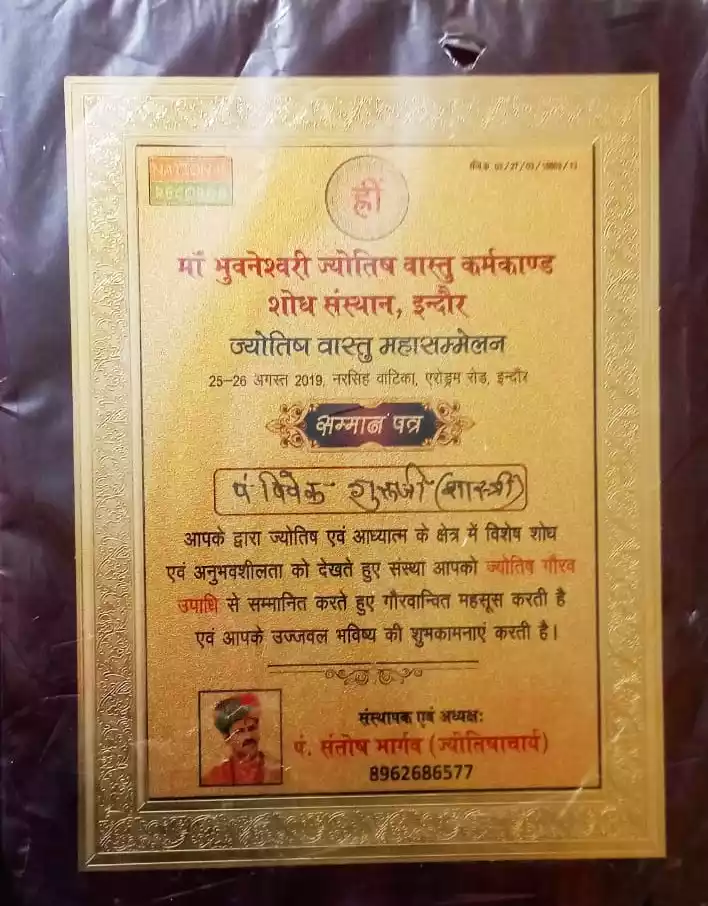 NATIONAL
RECORDS
ह्रीं
माँ भुवनेश्वरी ज्योतिष वास्तु कर्मकाण्ड
शोध संस्थान, इन्दौर
ज्योतिष वास्तु महासम्मेलन
25-26 अगस्त 2019, नरसिंह वाटिका, एरोड्रम रोड, इन्दौर
सम्मान पत्र
पं विवेक गुरुजी (शास्त्री)
आपके द्वारा ज्योतिष एवं आध्यात्म के क्षेत्र में विशेष शोध
एवं अनुभवशीलता को देखते हुए संस्था आपको ज्योतिष गौरव
उपाधि से सम्मानित करते हुए गौरवान्वित महसूस करती है
एवं आपके उज्जवल भविष्य की शुभकामनाएं करती है।
संस्थापक एवं अध्यक्ष:
पं. संतोष भार्गव (ज्योतिषाचार्य)
8962686577